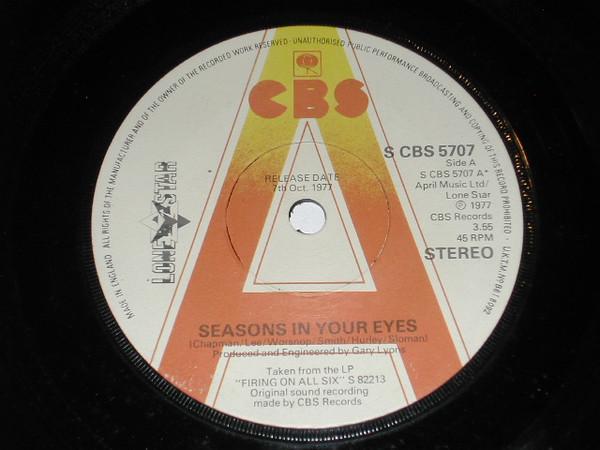 MADE IN ENGLAND · ALL RIGHTS OF THE MANUFACTURER AND OF THE OWNER OF THE RECORDED WORK RESERVED · UNAUTHORISED PUBLIC PERFORMANCE BROADCASTING AND COPYING OF THIS RECORD PROHIBITED · U.K.T.M. Nº B618092
CBS
S CBS 5707
Side A
S CBS 5707 A*
April Music Ltd/
Lone Star
℗ 1977
CBS Records
3.55
45 RPM
STEREO
RELEASE DATE
7th Oct. 1977
LONE STAR
A
SEASONS IN YOUR EYES
(Chapman/Lee/Worsnop/Smith/Hurley/Sloman)
Produced and Engineered by Gary Lyons
Taken from the LP
"FIRING ON ALL SIX" S 82213
Original sound recording
made by CBS Records